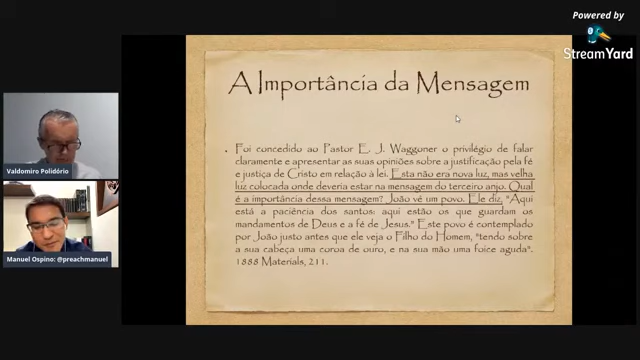 Powered by
StreamYard
A Importância da Mensagem
Valdomiro Polidório
Manuel Ospino: @preachmanuel
• Foi concedido ao Pastor E. J. Waggoner o privilégio de falar
claramente e apresentar as suas opiniões sobre a justificação pela fé
e justiça de Cristo em relação à lei. Esta não era nova luz, mas velha
luz colocada onde deveria estar na mensagem do terceiro anjo. Qual
é a importância dessa mensagem? João vê um povo. Ele diz, "Aqui
está a paciência dos santos: aqui estão os que guardam os
mandamentos de Deus e a fé de Jesus." Este povo é contemplado
por João justo antes que ele veja o Filho do Homem, "tendo sobre
a sua cabeça uma coroa de ouro, e na sua mão uma foice aguda".
1888 Materials, 211.